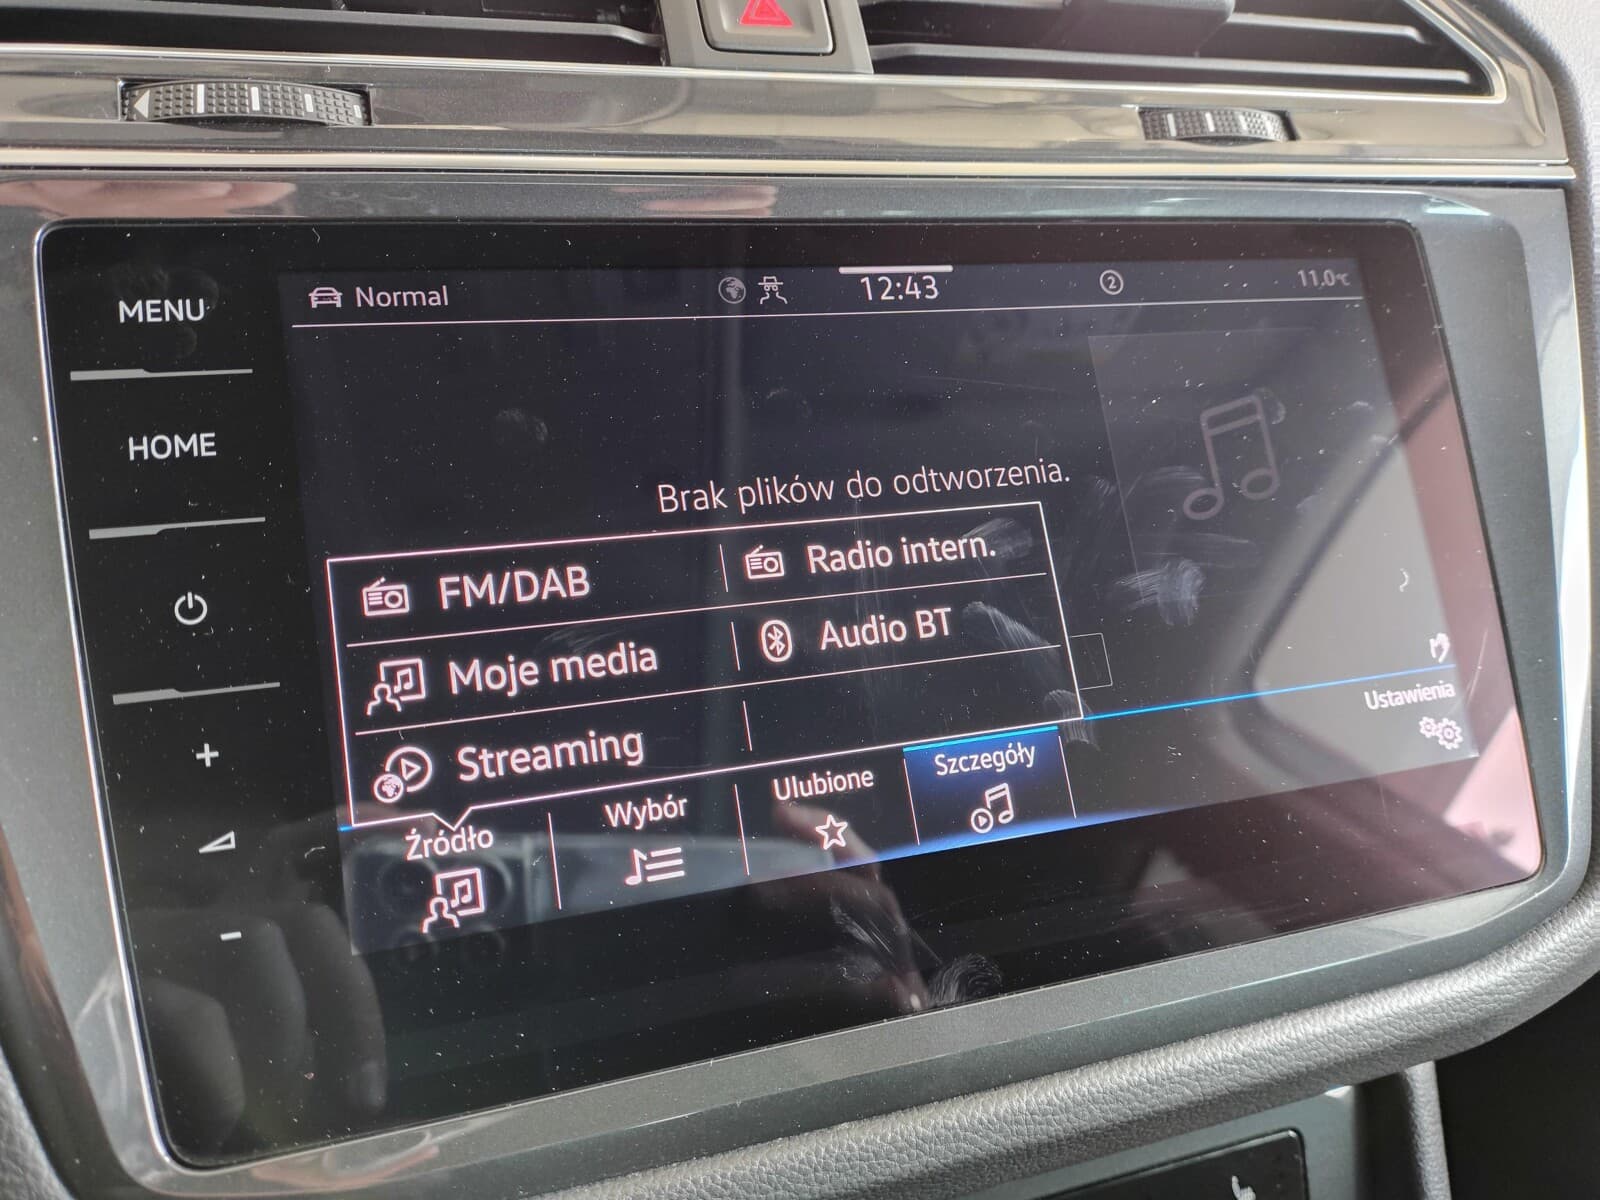 MENU
HOME
Normal
12:43
2
11.0°C
Brak plików do odtworzenia.
FM/DAB
Radio intern.
Moje media
Audio BT
Streaming
Źródło
Wybór
Ulubione
Szczegóły
Ustawienia
+
-